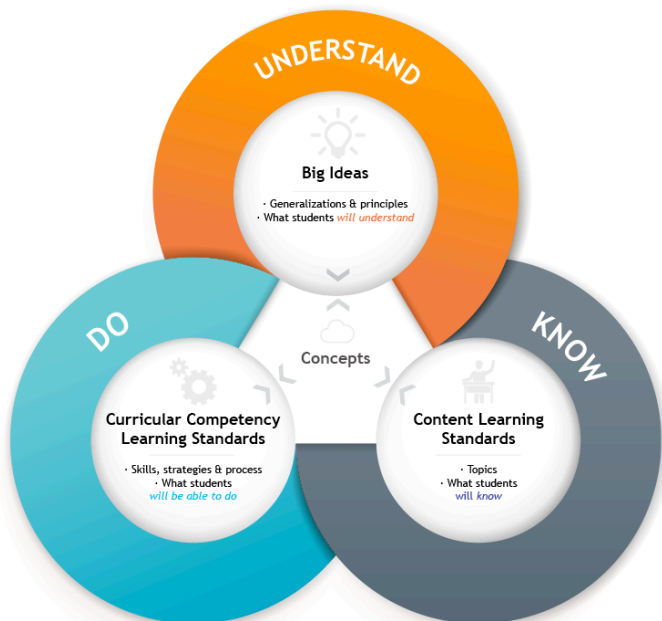 UNDERSTAND
Big Ideas
· Generalizations & principles
· What students will understand
Concepts
DO
Curricular Competency
Learning Standards
· Skills, strategies & process
· What students
will be able to do
KNOW
Content Learning
Standards
· Topics
· What students
will know